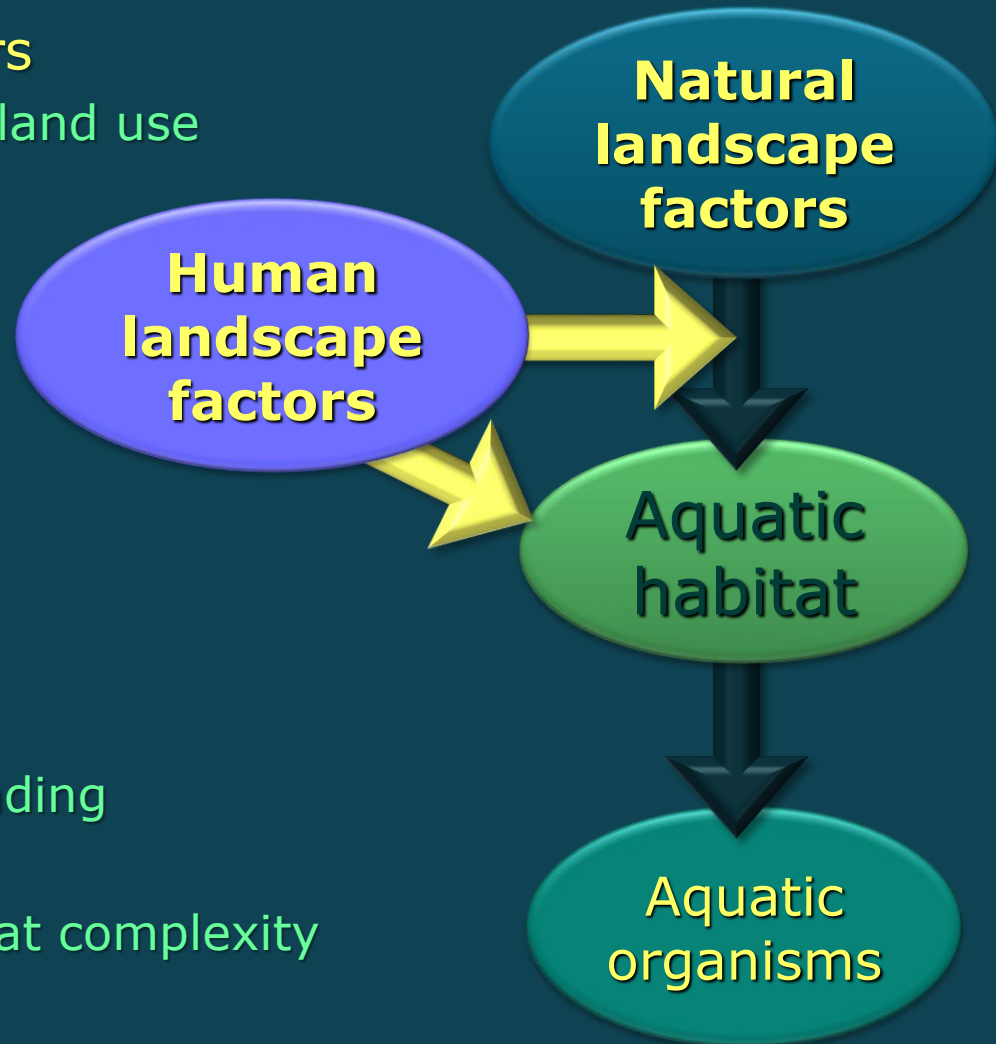 rs
land use
Natural
landscape
factors
Human
landscape
factors
Aquatic
habitat
ding
at complexity
Aquatic
organisms